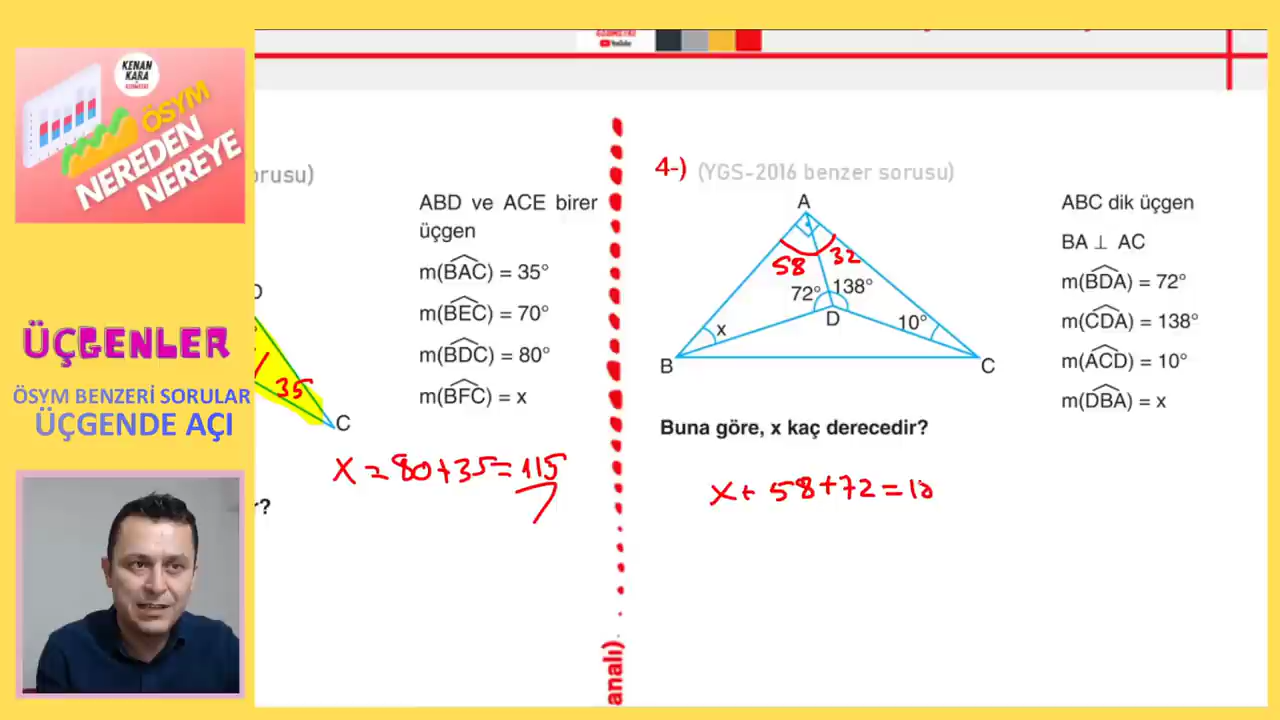 KENAN
KARA
ÖSYM
NEREDEN
NEREYE
ÜÇGENLER
ÖSYM BENZERİ SORULAR
ÜÇGENDE AÇI
YouTube
orusu)
ABD ve ACE birer
üçgen
m(BAC) = 35°
m(BEC) = 70°
m(BDC) = 80°
m(BFC) = x
35
C
x = 80+35 = 115
r?
analı)
4-) (YGS-2016 benzer sorusu)
A
58
32
72°
138°
D
x
10°
B
C
ABC dik üçgen
BA ⊥ AC
m(BDA) = 72°
m(CDA) = 138°
m(ACD) = 10°
m(DBA) = x
Buna göre, x kaç derecedir?
x + 58+72 = 18